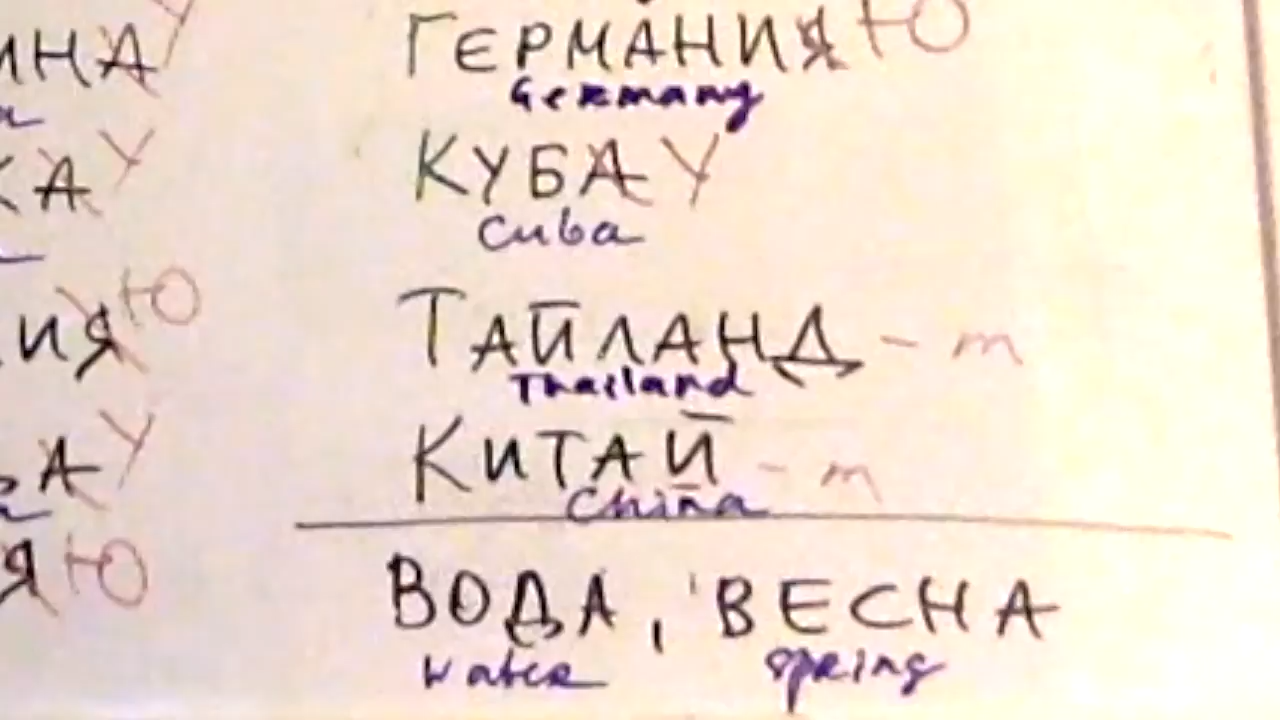 ГЕРМАНИЯ Ю
Germany
КУБА У
Cuba
ТАЙЛАНД - m
Thailand
КИТАЙ - m
China
ВОДА, ВЕСНА
water spring